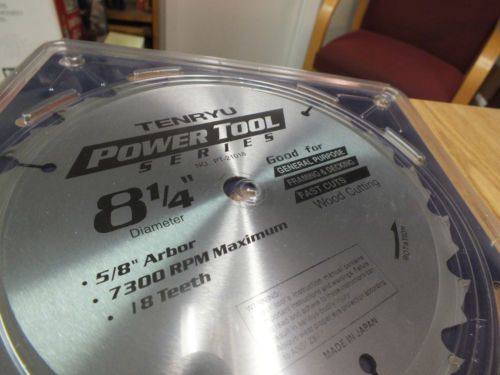 TENRYU
POWER TOOL
SERIES
NO. PT-21018
8 1/4"
Diameter
Good for
GENERAL PURPOSE
FRAMING & DECKING
FAST CUTS
Wood Cutting
• 5/8" Arbor
• 7300 RPM Maximum
• 18 Teeth
ROTATION
WARNING
MADE IN JAPAN